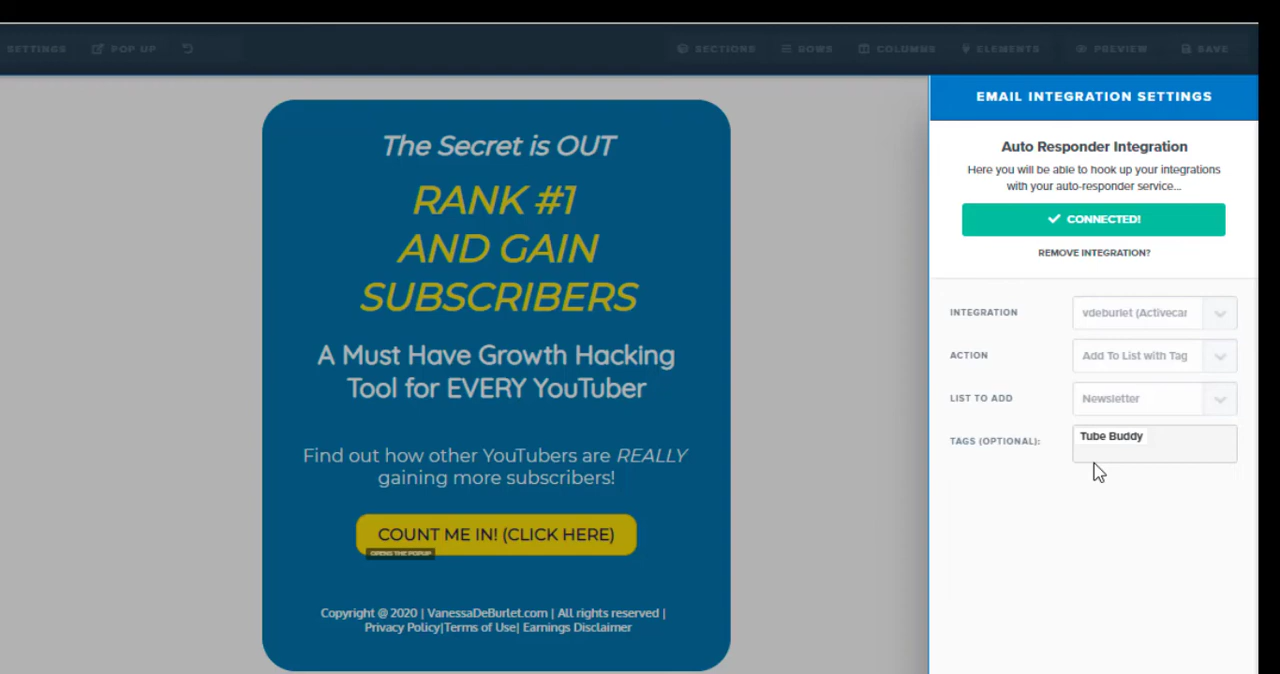 SETTINGS POP UP SECTIONS ROWS COLUMNS ELEMENTS PREVIEW SAVE
The Secret is OUT
RANK #1
AND GAIN
SUBSCRIBERS
A Must Have Growth Hacking
Tool for EVERY YouTuber
Find out how other YouTubers are REALLY
gaining more subscribers!
COUNT ME IN! (CLICK HERE)
OPENS THE POPUP
Copyright @ 2020 | VanessaDeBurlet.com | All rights reserved |
Privacy Policy|Terms of Use| Earnings Disclaimer
EMAIL INTEGRATION SETTINGS
Auto Responder Integration
Here you will be able to hook up your integrations
with your auto-responder service...
CONNECTED!
REMOVE INTEGRATION?
INTEGRATION vdeburlet (Activecar
ACTION Add To List with Tag
LIST TO ADD Newsletter
TAGS (OPTIONAL): Tube Buddy